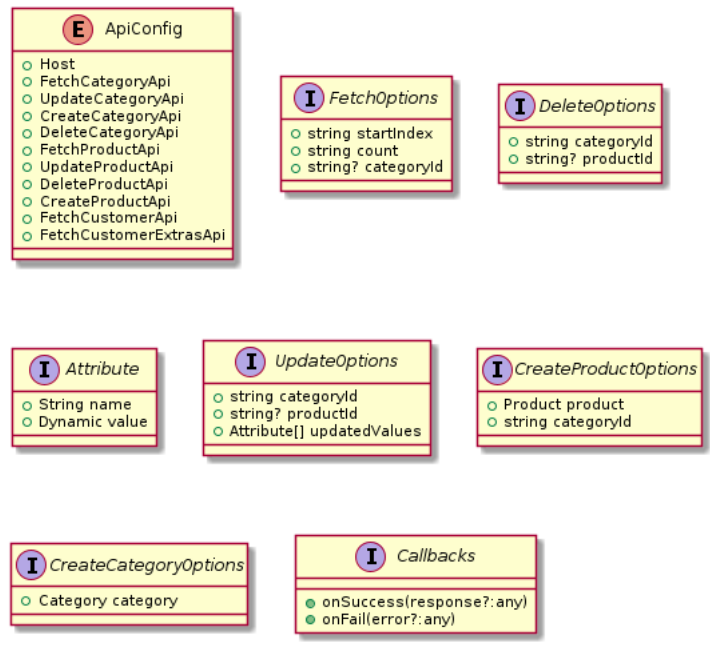 E ApiConfig
Host
FetchCategoryApi
UpdateCategoryApi
CreateCategoryApi
DeleteCategoryApi
FetchProductApi
UpdateProductApi
DeleteProductApi
CreateProductApi
FetchCustomerApi
FetchCustomerExtrasApi
I FetchOptions
string startIndex
string count
string? categoryId
I DeleteOptions
string categoryId
string? productId
I Attribute
String name
Dynamic value
I UpdateOptions
string categoryId
string? productId
Attribute[] updatedValues
I CreateProductOptions
Product product
string categoryId
I CreateCategoryOptions
Category category
I Callbacks
onSuccess(response?:any)
onFail(error?:any)